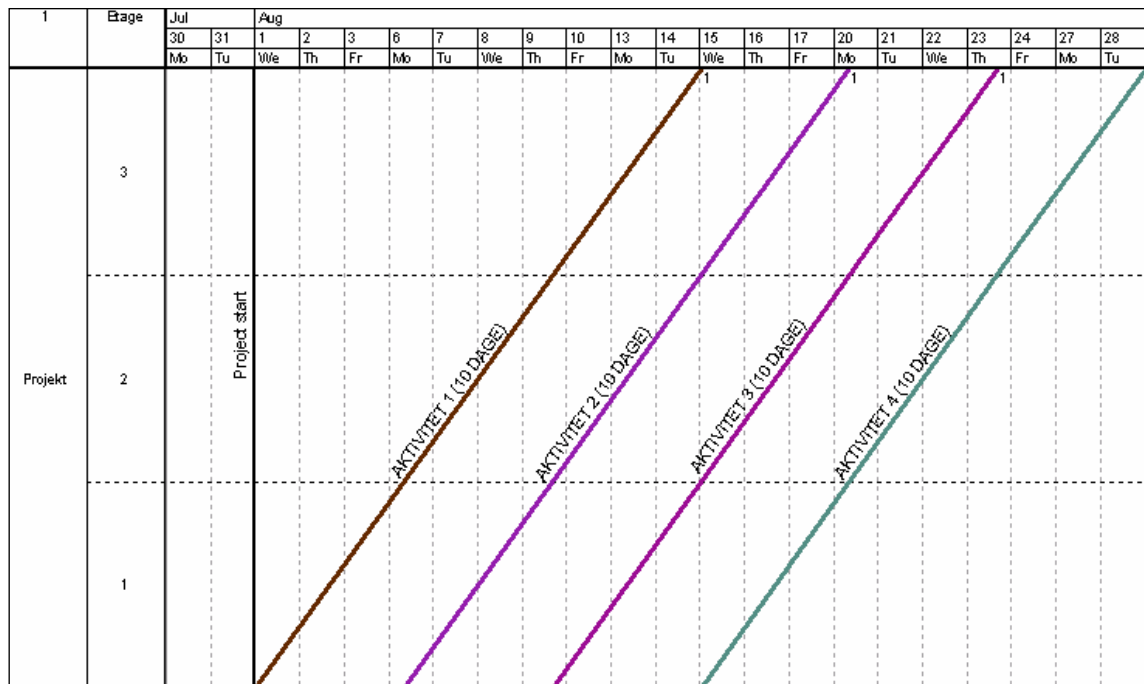 1 Etage Jul Aug
30 31 1 2 3 6 7 8 9 10 13 14 15 16 17 20 21 22 23 24 27 28
Mo Tu We Th Fr Mo Tu We Th Fr Mo Tu We Th Fr Mo Tu We Th Fr Mo Tu
1 1 1
3
Project start
AKTIVITET 1 (10 DAGE)
AKTIVITET 2 (10 DAGE)
AKTIVITET 3 (10 DAGE)
AKTIVITET 4 (10 DAGE)
Projekt 2
1